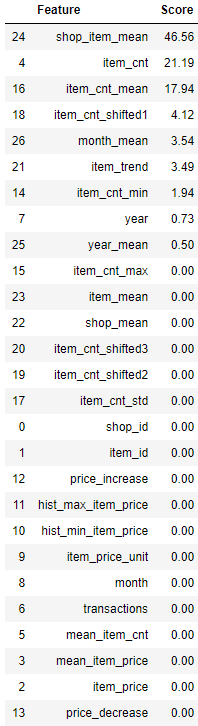 Feature Score
24 shop_item_mean 46.56
4 item_cnt 21.19
16 item_cnt_mean 17.94
18 item_cnt_shifted1 4.12
26 month_mean 3.54
21 item_trend 3.49
14 item_cnt_min 1.94
7 year 0.73
25 year_mean 0.50
15 item_cnt_max 0.00
23 item_mean 0.00
22 shop_mean 0.00
20 item_cnt_shifted3 0.00
19 item_cnt_shifted2 0.00
17 item_cnt_std 0.00
0 shop_id 0.00
1 item_id 0.00
12 price_increase 0.00
11 hist_max_item_price 0.00
10 hist_min_item_price 0.00
9 item_price_unit 0.00
8 month 0.00
6 transactions 0.00
5 mean_item_cnt 0.00
3 mean_item_price 0.00
2 item_price 0.00
13 price_decrease 0.00